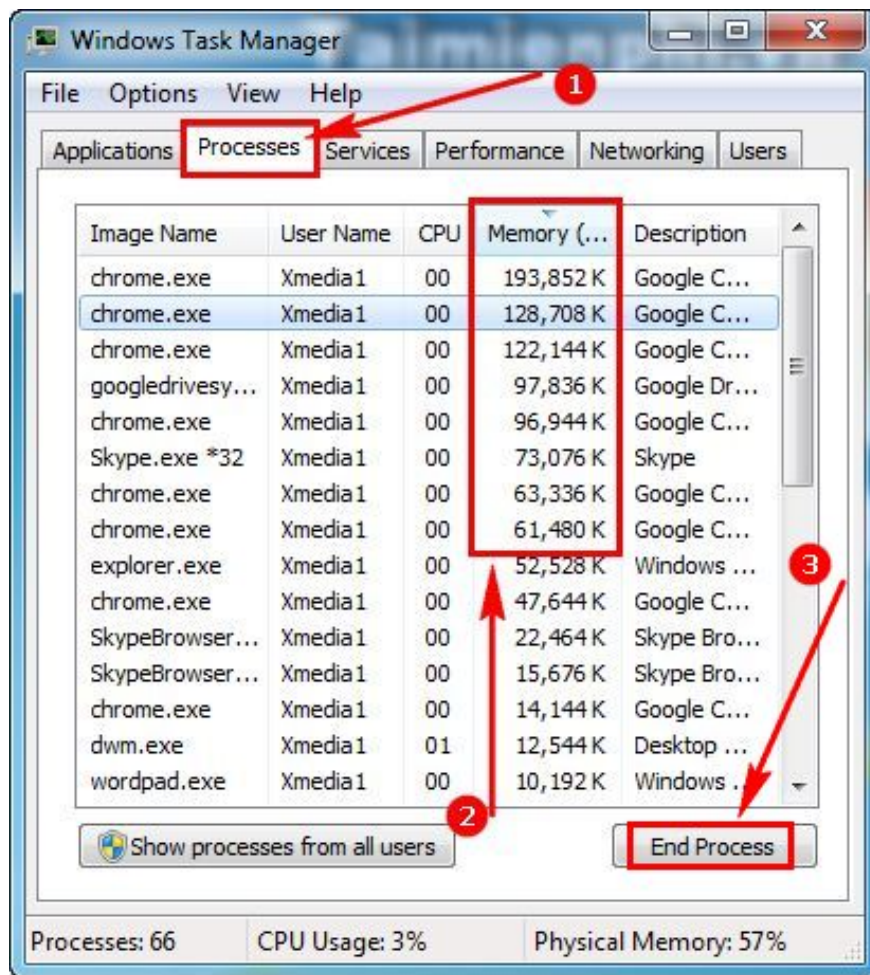 Windows Task Manager
File Options View Help
1
Applications Processes Services Performance Networking Users
Image Name User Name CPU Memory (... Description
chrome.exe Xmedia1 00 193,852 K Google C...
chrome.exe Xmedia1 00 128,708 K Google C...
chrome.exe Xmedia1 00 122,144 K Google C...
googledrivesy... Xmedia1 00 97,836 K Google Dr...
chrome.exe Xmedia1 00 96,944 K Google C...
Skype.exe *32 Xmedia1 00 73,076 K Skype
chrome.exe Xmedia1 00 63,336 K Google C...
chrome.exe Xmedia1 00 61,480 K Google C...
explorer.exe Xmedia1 00 52,528 K Windows ...
3
chrome.exe Xmedia1 00 47,644 K Google C...
SkypeBrowser... Xmedia1 00 22,464 K Skype Bro...
SkypeBrowser... Xmedia1 00 15,676 K Skype Bro...
chrome.exe Xmedia1 00 14,144 K Google C...
dwm.exe Xmedia1 01 12,544 K Desktop ...
wordpad.exe Xmedia1 00 10,192 K Windows ...
2
Show processes from all users End Process
Processes: 66 CPU Usage: 3% Physical Memory: 57%